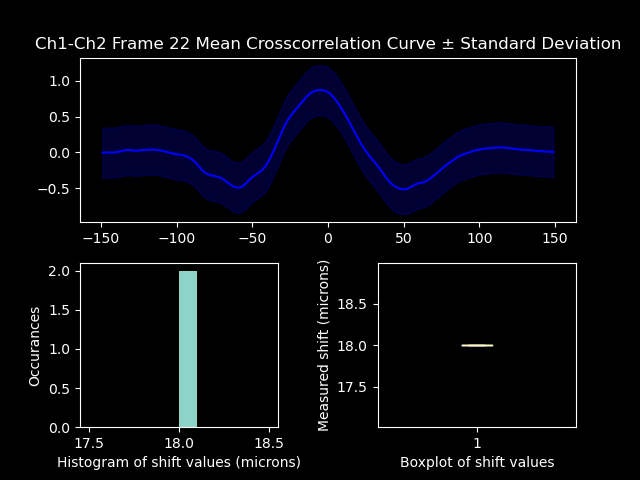 Ch1-Ch2 Frame 22 Mean Crosscorrelation Curve ± Standard Deviation
1.0
0.5
0.0
−0.5
−150 −100 −50 0 50 100 150
Occurances
2.0
1.5
1.0
0.5
0.0
17.5 18.0 18.5
Histogram of shift values (microns)
Measured shift (microns)
18.5
18.0
17.5
1
Boxplot of shift values